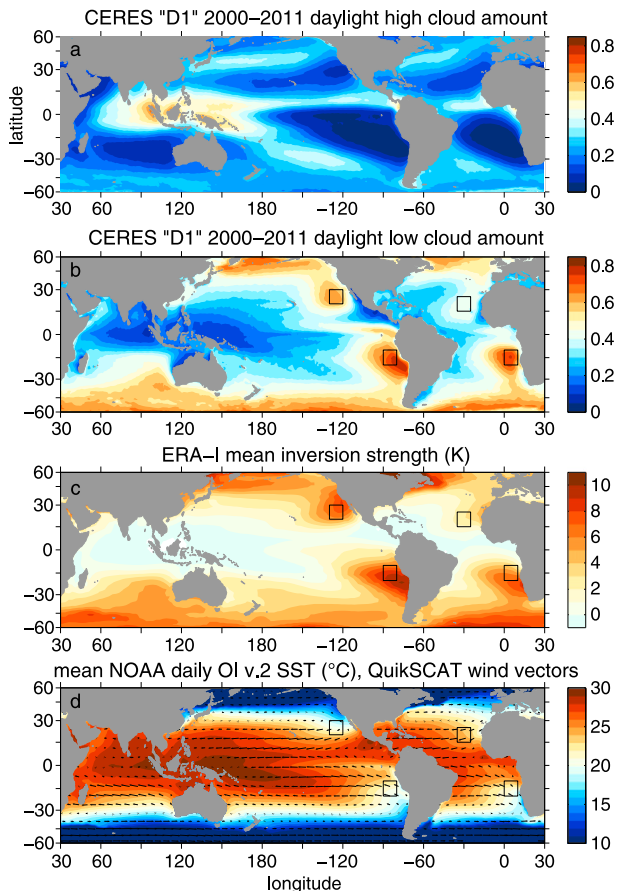 CERES "D1" 2000–2011 daylight high cloud amount
a
latitude
60
30
0
−30
−60
30 60 120 180 −120 −60 0 30
0.8
0.6
0.4
0.2
0
CERES "D1" 2000–2011 daylight low cloud amount
b
60
30
0
−30
−60
30 60 120 180 −120 −60 0 30
0.8
0.6
0.4
0.2
0
ERA−I mean inversion strength (K)
c
60
30
0
−30
−60
30 60 120 180 −120 −60 0 30
10
8
6
4
2
0
mean NOAA daily OI v.2 SST (°C), QuikSCAT wind vectors
d
60
30
0
−30
−60
30 60 120 180 −120 −60 0 30
longitude
30
25
20
15
10